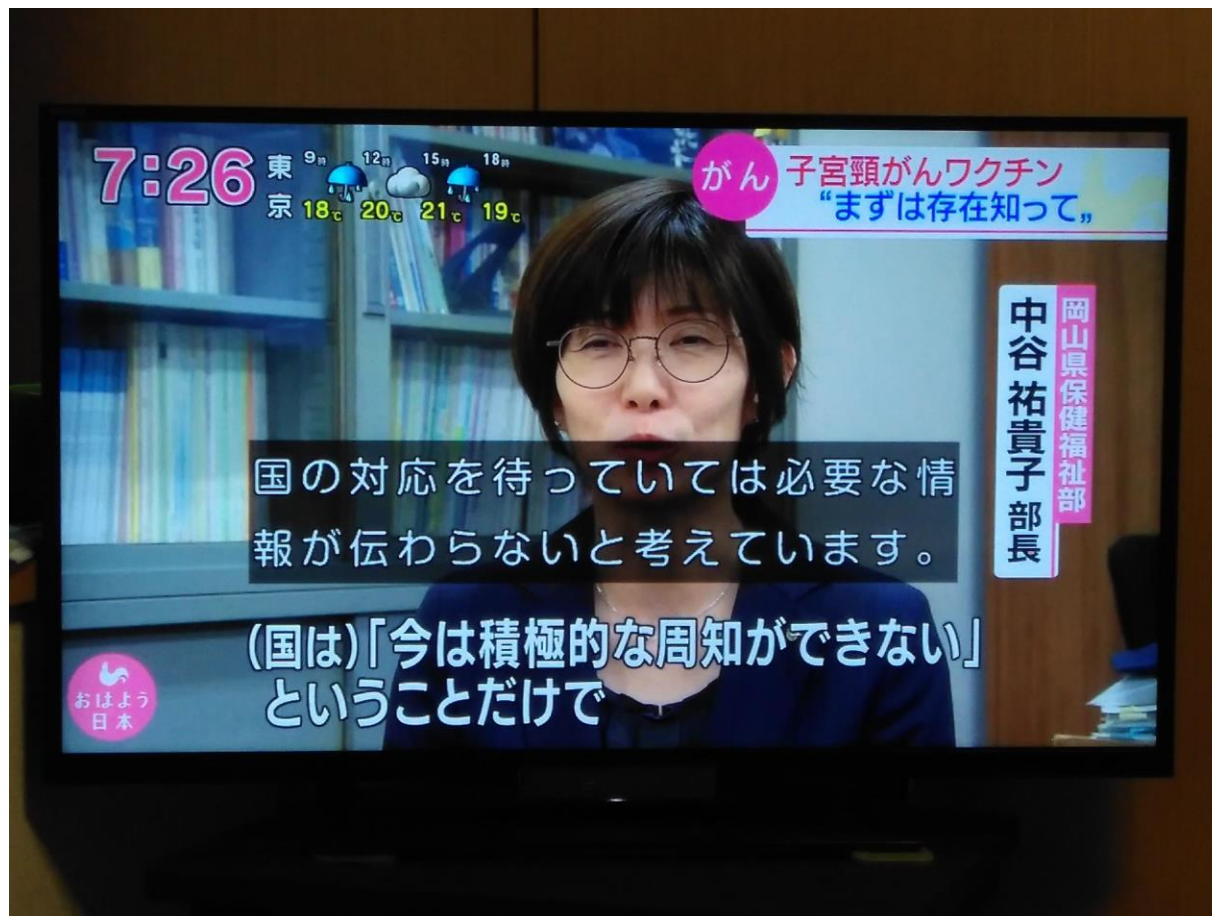 7:26
東京
9時 12時 15時 18時
18℃ 20℃ 21℃ 19℃
がん
子宮頸がんワクチン
“まずは存在知って„
岡山県保健福祉部
中谷 祐貴子 部長
国の対応を待っていては必要な情
報が伝わらないと考えています。
(国は)「今は積極的な周知ができない」
ということだけで
おはよう
日本